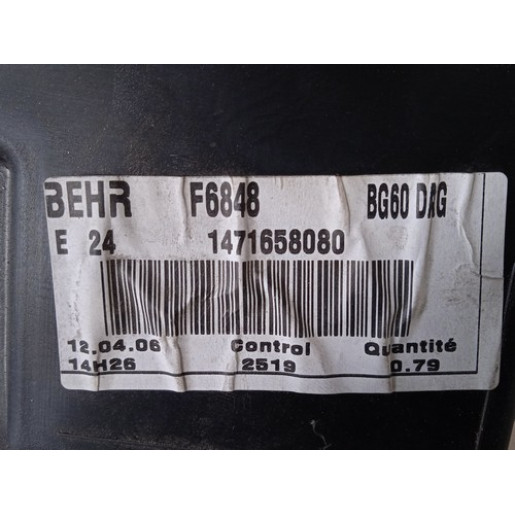 BEHR F6848 BG60 DAG
E 24 1471658080
12.04.06 Control Quantité
14H26 2519 0.79